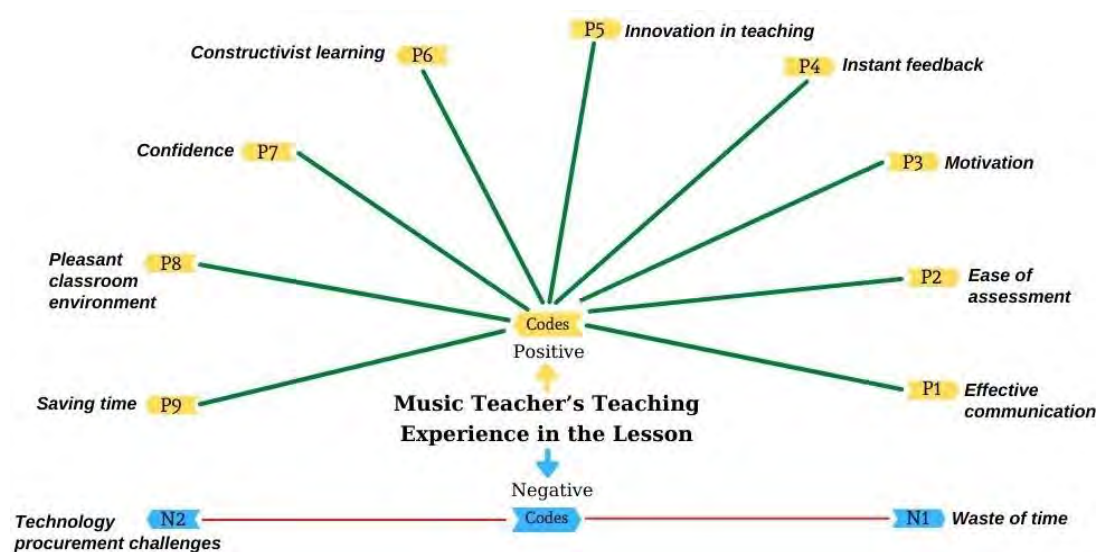 P5 Innovation in teaching
Constructivist learning P6
P4 Instant feedback
Confidence P7
P3 Motivation
Pleasant
classroom
environment
P8
P2
Ease of
assessment
Codes
Positive
P1
Effective
communication
Saving time P9
Music Teacher's Teaching
Experience in the Lesson
Negative
Technology
procurement challenges
N2
Codes
N1 Waste of time